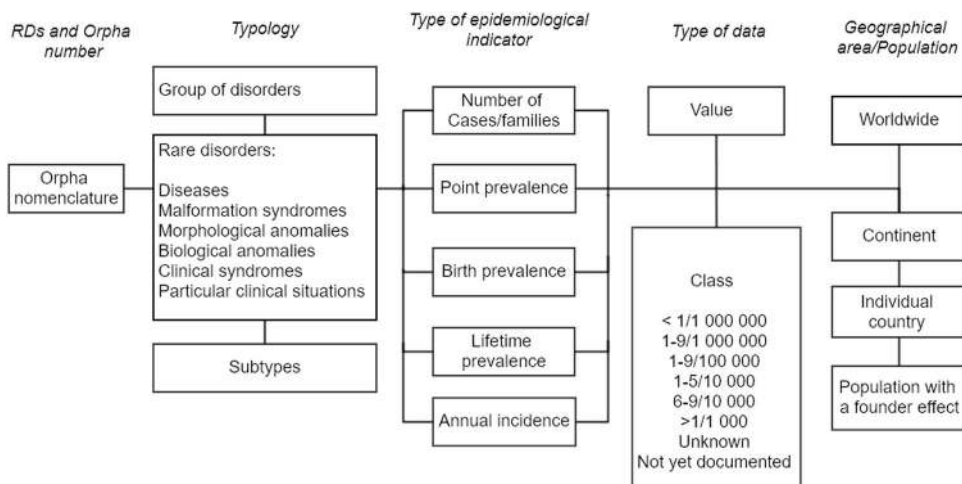 RDs and Orpha
number
Typology
Type of epidemiological
indicator
Type of data
Geographical
area/Population
Orpha
nomenclature
Group of disorders
Rare disorders:
Diseases
Malformation syndromes
Morphological anomalies
Biological anomalies
Clinical syndromes
Particular clinical situations
Subtypes
Number of
Cases/families
Point prevalence
Birth prevalence
Lifetime
prevalence
Annual incidence
Value
Class
< 1/1 000 000
1-9/1 000 000
1-9/100 000
1-5/10 000
6-9/10 000
>1/1 000
Unknown
Not yet documented
Worldwide
Continent
Individual
country
Population with
a founder effect